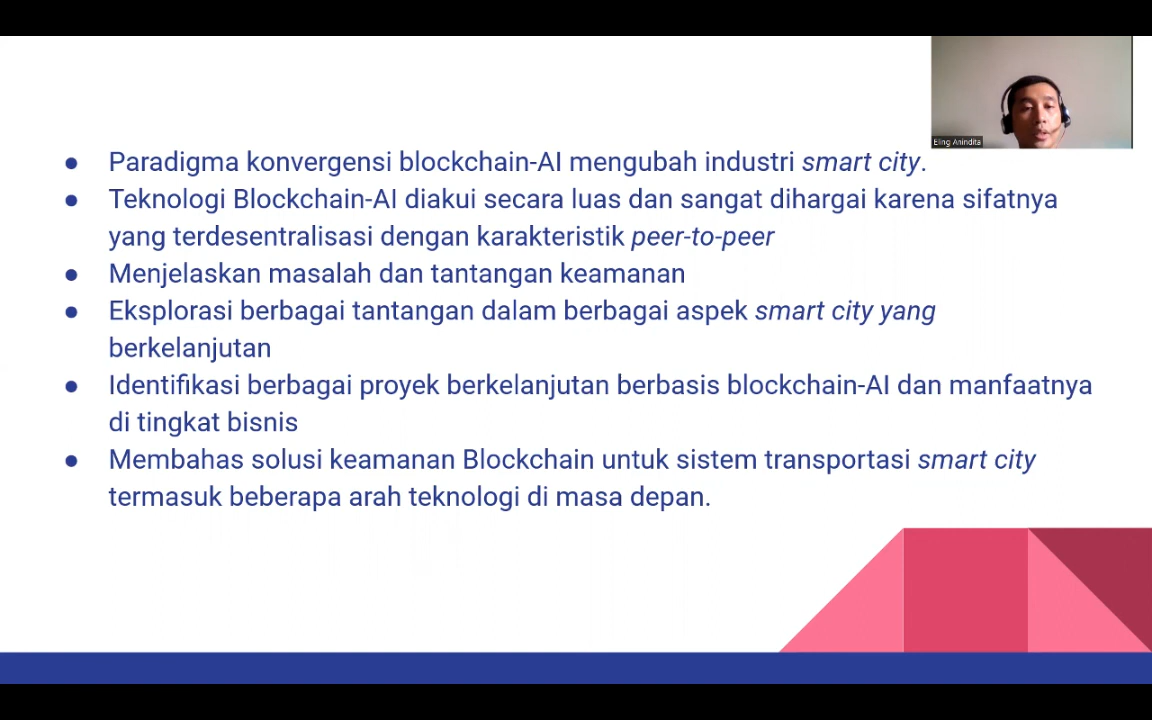 Eling Anindita
● Paradigma konvergensi blockchain-AI mengubah industri smart city.
● Teknologi Blockchain-AI diakui secara luas dan sangat dihargai karena sifatnya
yang terdesentralisasi dengan karakteristik peer-to-peer
● Menjelaskan masalah dan tantangan keamanan
● Eksplorasi berbagai tantangan dalam berbagai aspek smart city yang
berkelanjutan
● Identifikasi berbagai proyek berkelanjutan berbasis blockchain-AI dan manfaatnya
di tingkat bisnis
● Membahas solusi keamanan Blockchain untuk sistem transportasi smart city
termasuk beberapa arah teknologi di masa depan.